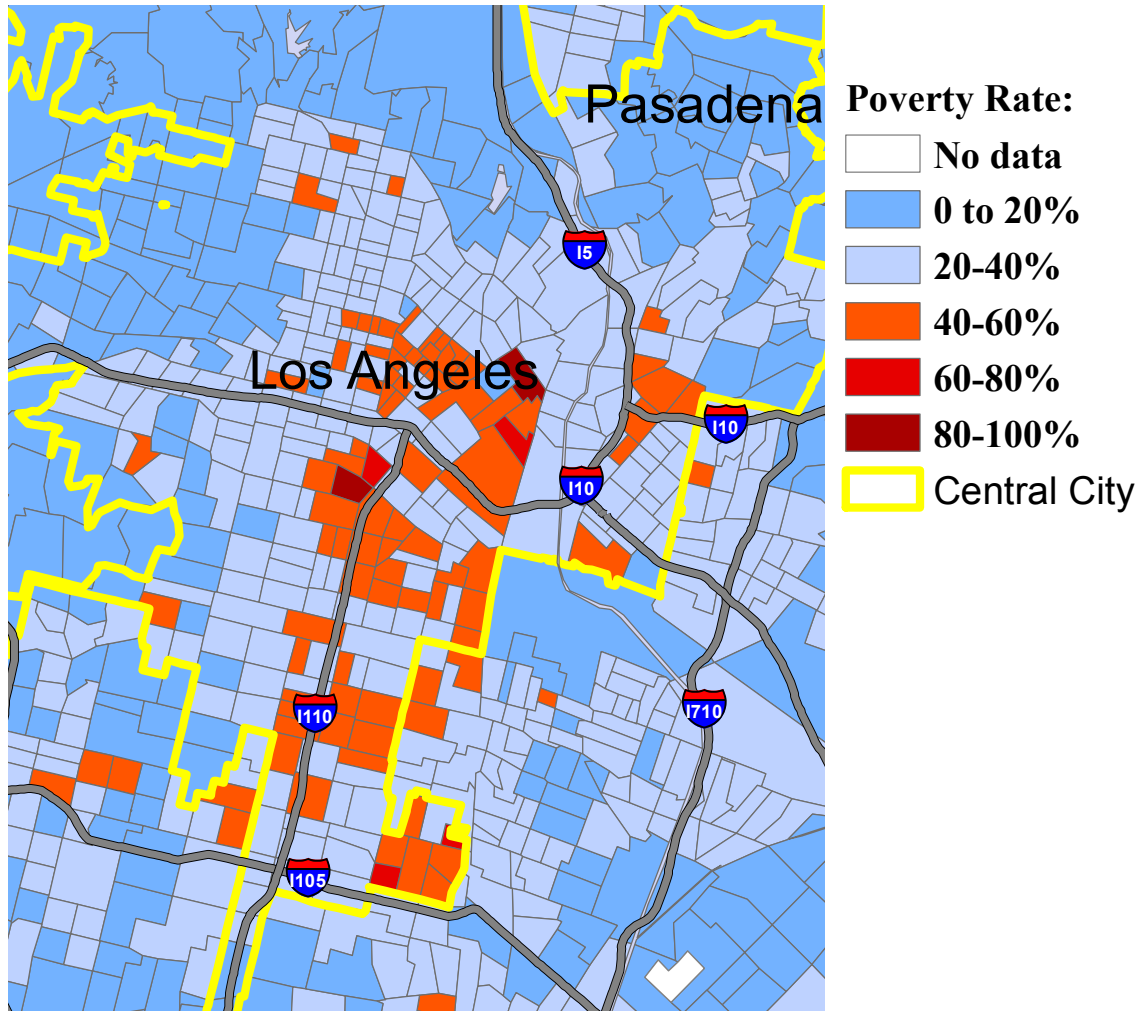 Pasadena
Poverty Rate:
No data
0 to 20%
I5
20-40%
40-60%
Los Angeles
60-80%
I10
80-100%
I10
Central City
I110
I710
I105